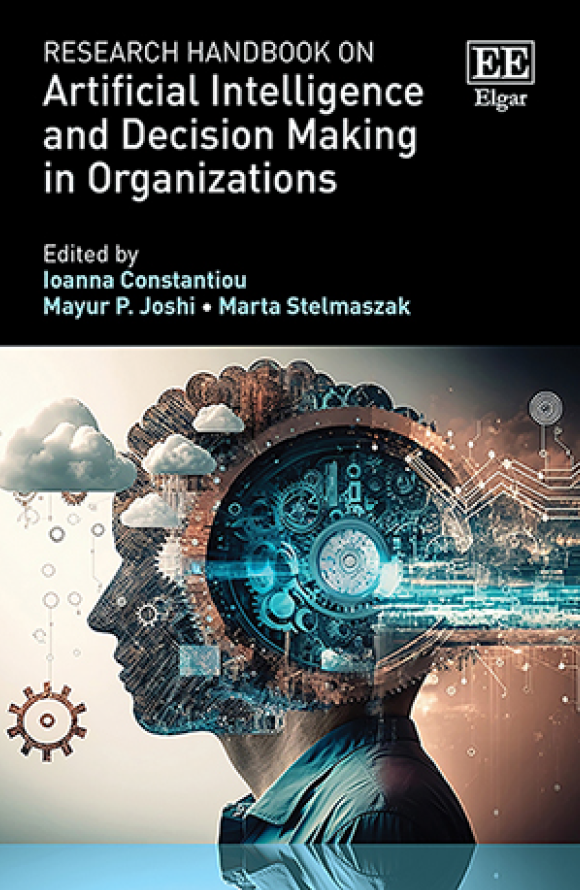 RESEARCH HANDBOOK ON
Artificial Intelligence
and Decision Making
in Organizations
EE
Elgar
Edited by
Ioanna Constantiou
Mayur P. Joshi • Marta Stelmaszak